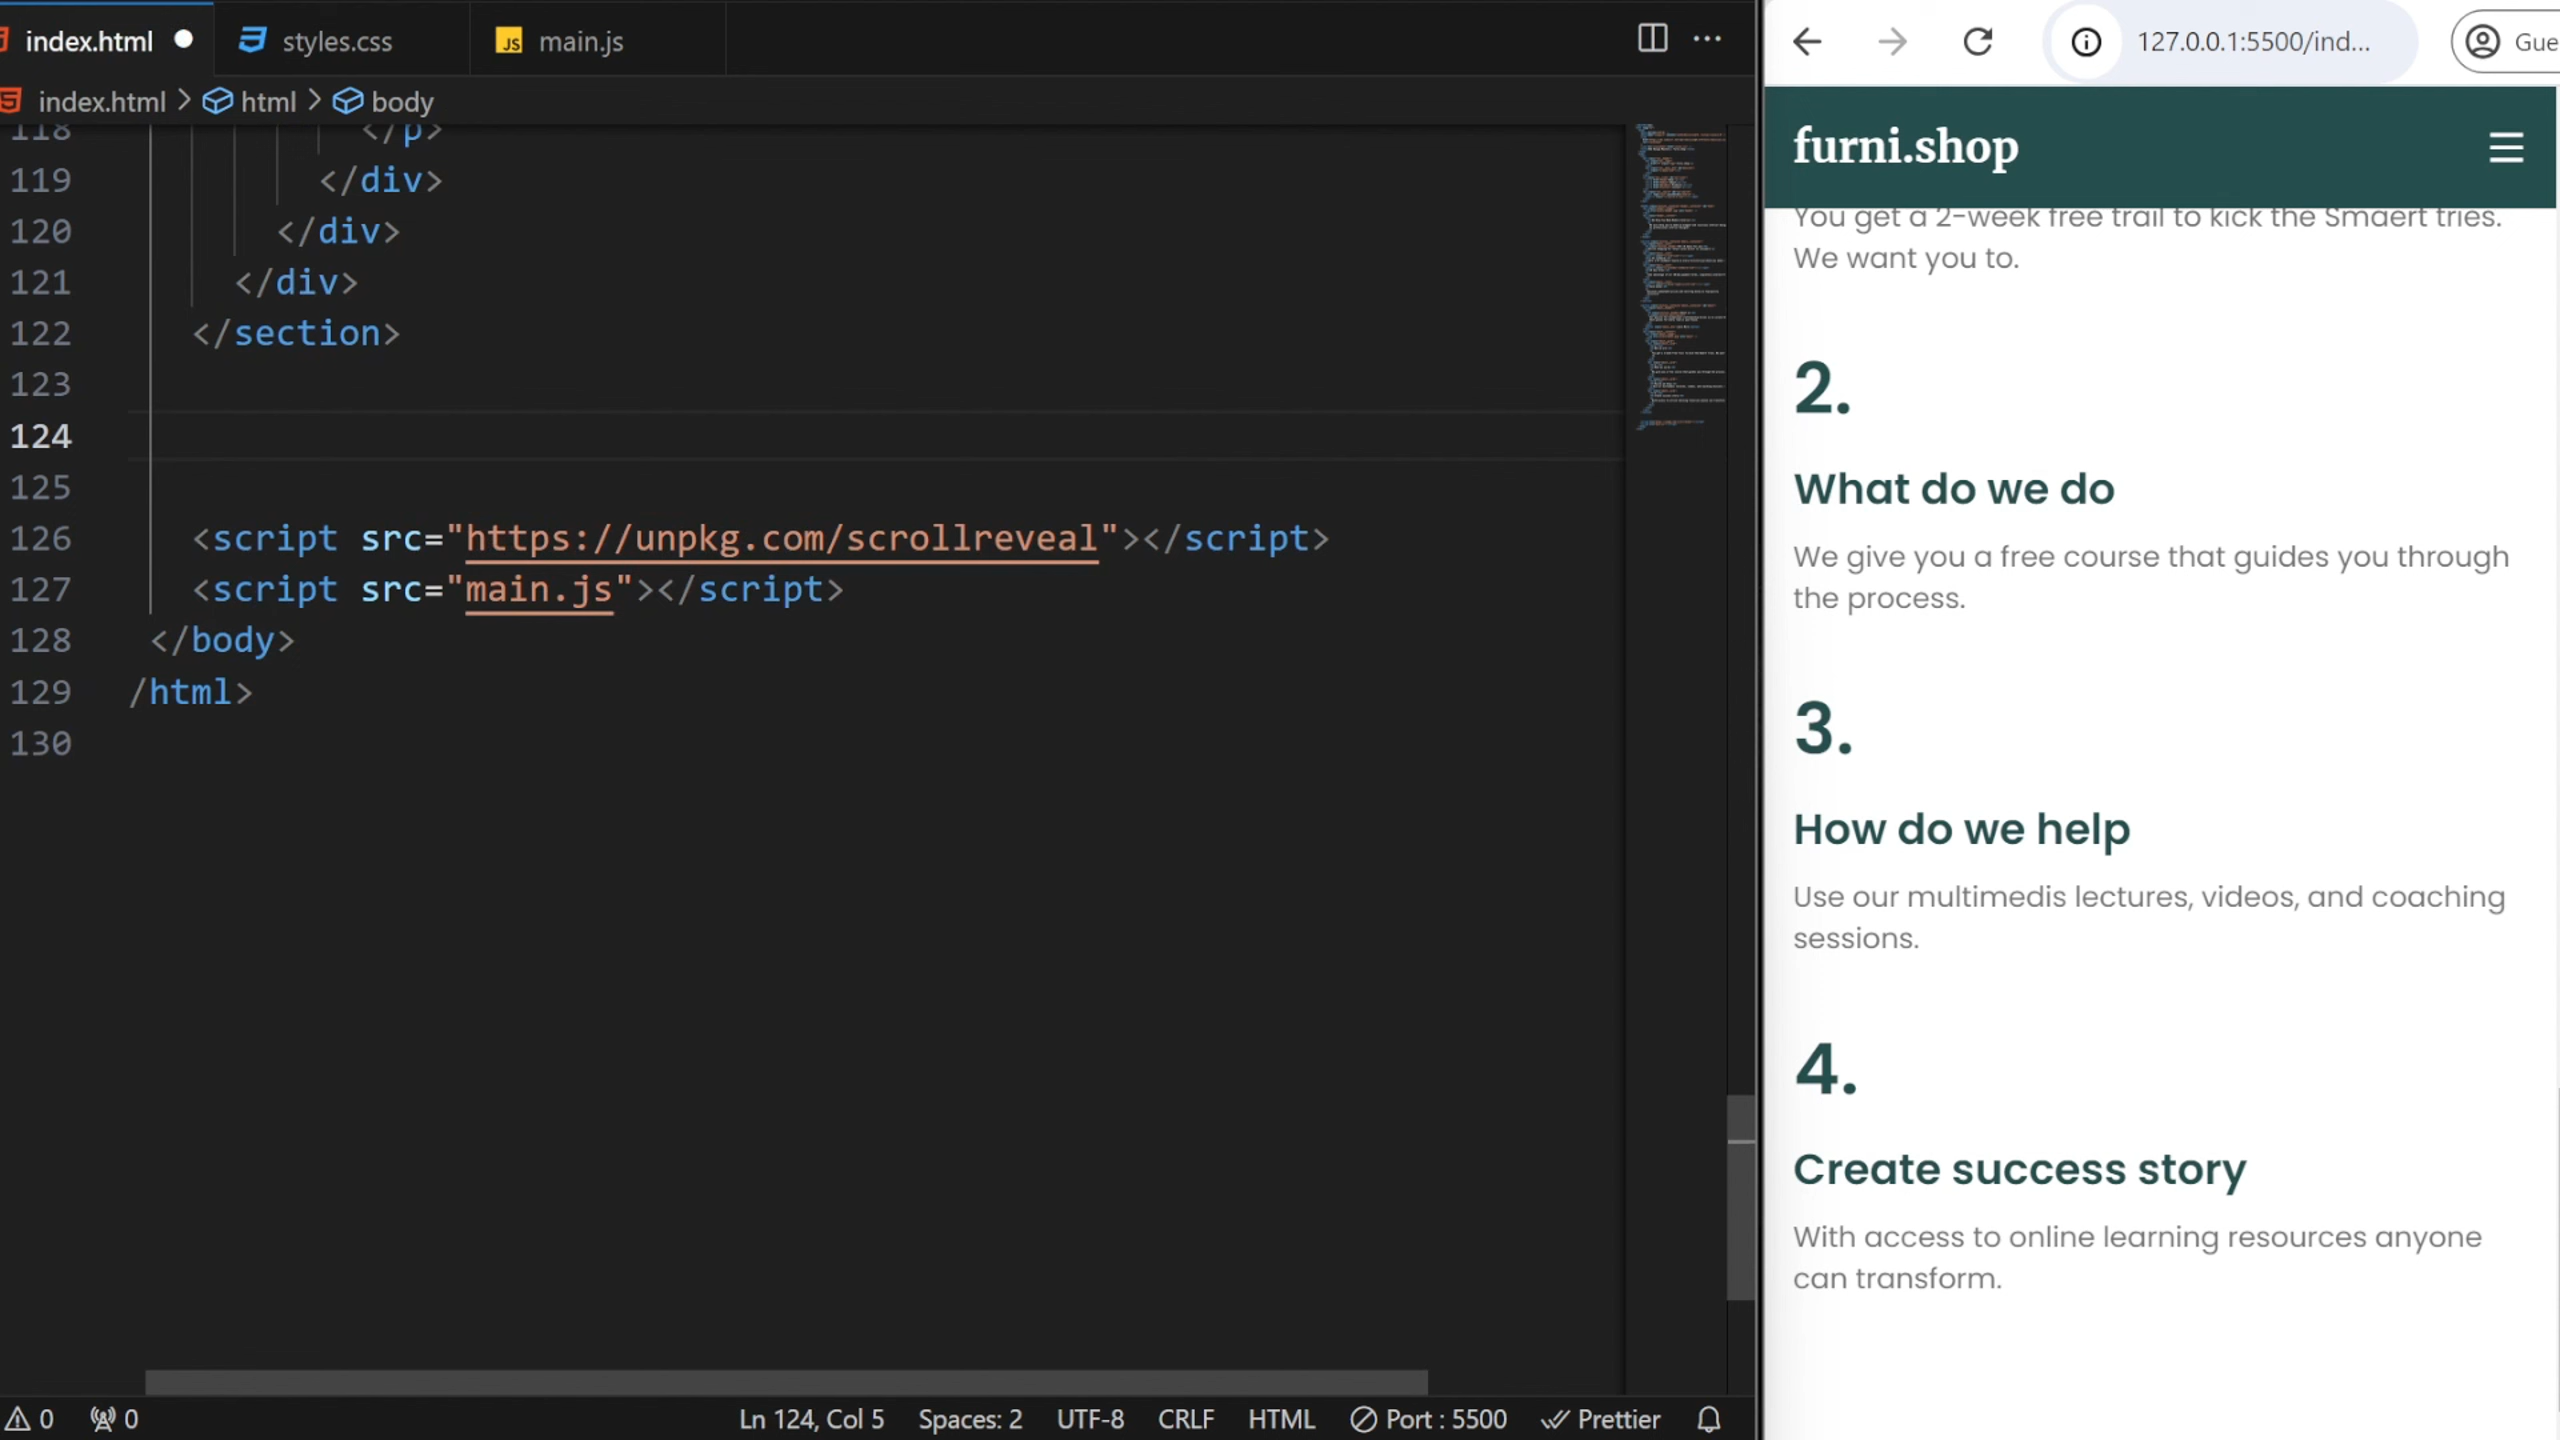 index.html
styles.css
JS main.js
index.html > html > body
118 </p>
119 </div>
120 </div>
121 </div>
122 </section>
123
124
125
126 <script src="https://unpkg.com/scrollreveal"></script>
127 <script src="main.js"></script>
128 </body>
129 /html>
130
0 0 Ln 124, Col 5 Spaces: 2 UTF-8 CRLF HTML Port : 5500 Prettier
127.0.0.1:5500/ind...
Gue
furni.shop
You get a 2-week free trail to kick the Smaert tries.
We want you to.
2.
What do we do
We give you a free course that guides you through
the process.
3.
How do we help
Use our multimedis lectures, videos, and coaching
sessions.
4.
Create success story
With access to online learning resources anyone
can transform.